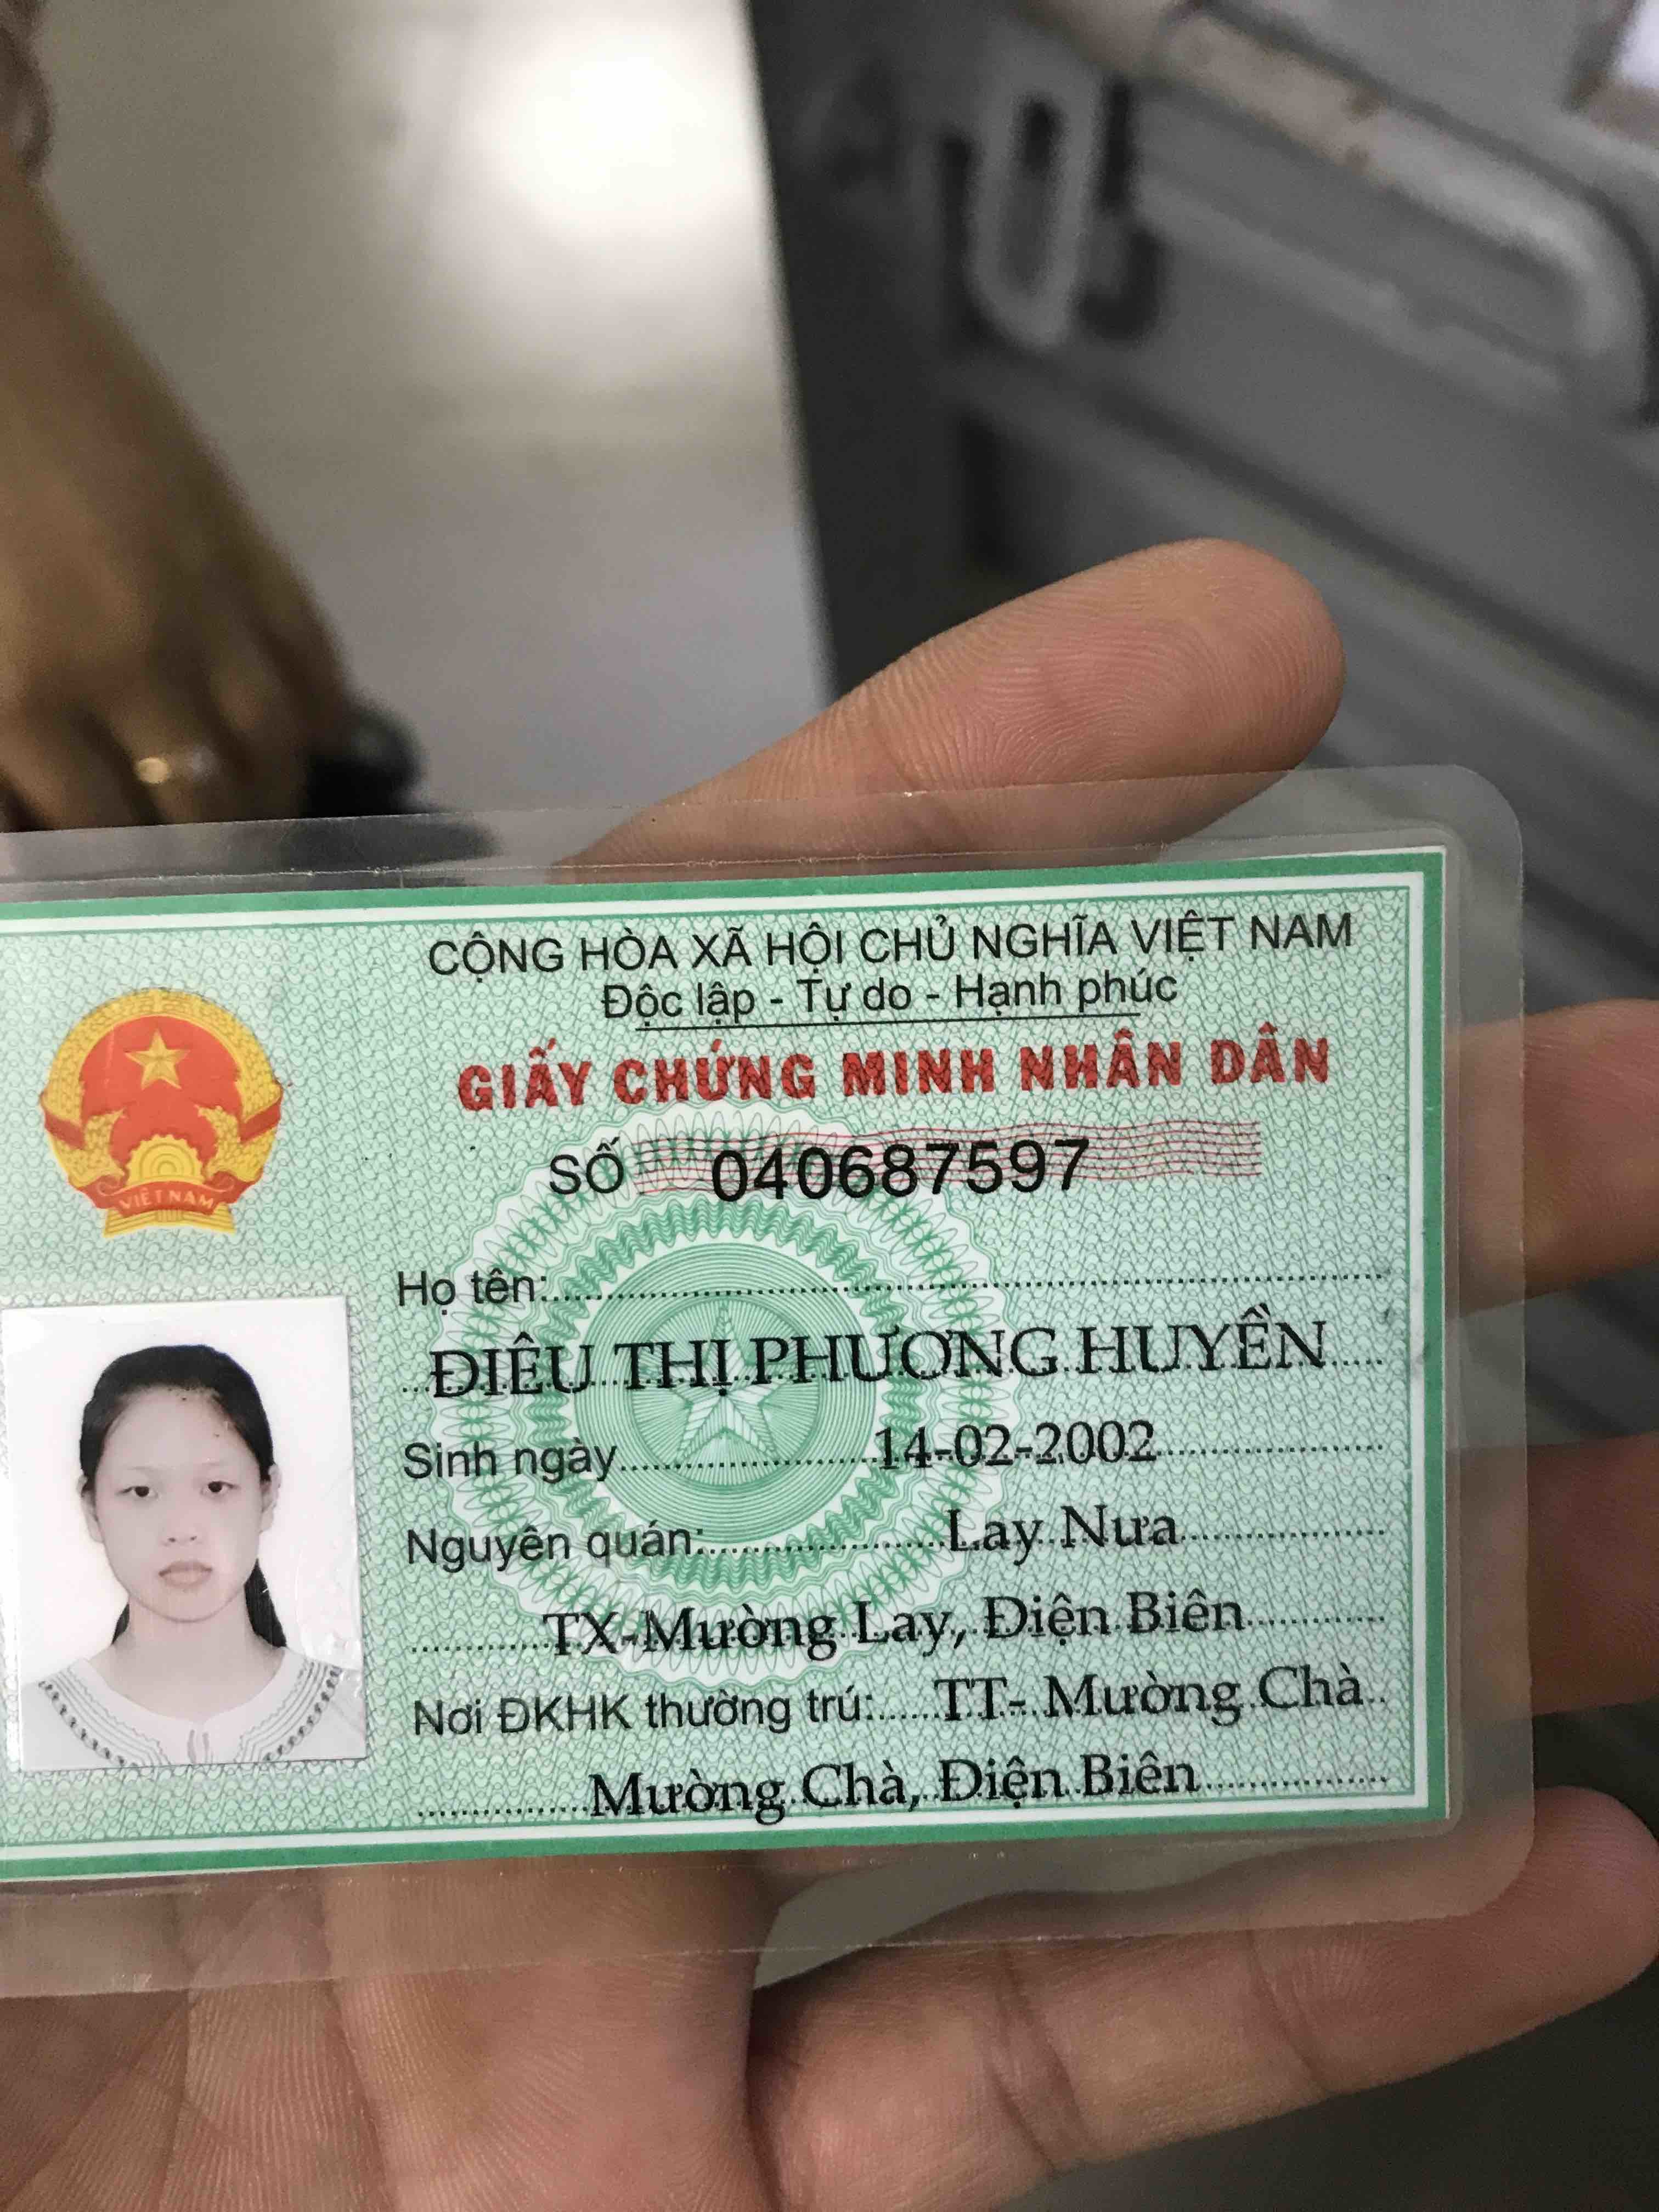 CỘNG HÒA XÃ HỘI CHỦ NGHĨA VIỆT NAM
Độc lập - Tự do - Hạnh phúc
GIẤY CHỨNG MINH NHÂN DÂN
SỐ 040687597
VIỆT NAM
Họ tên:
ĐIÊU THỊ PHƯƠNG HUYỀN
Sinh ngày 14-02-2002
Nguyên quán: Lay Nưa
TX-Mường Lay, Điện Biên
Nơi ĐKHK thường trú: TT- Mường Chà
Mường Chà, Điện Biên